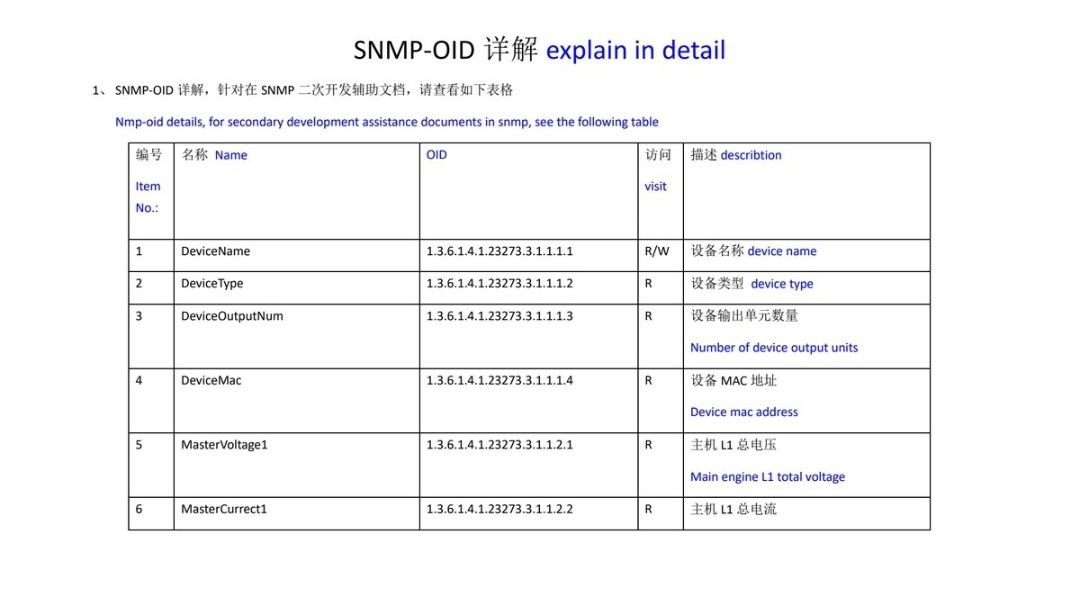 SNMP-OID 详解 explain in detail
1、 SNMP-OID 详解，针对在 SNMP 二次开发辅助文档，请查看如下表格
Nmp-oid details, for secondary development assistance documents in snmp, see the following table
编号 名称 Name OID 访问 描述 describtion
Item visit
No.:
1 DeviceName 1.3.6.1.4.1.23273.3.1.1.1.1 R/W 设备名称 device name
2 DeviceType 1.3.6.1.4.1.23273.3.1.1.1.2 R 设备类型 device type
3 DeviceOutputNum 1.3.6.1.4.1.23273.3.1.1.1.3 R 设备输出单元数量
Number of device output units
4 DeviceMac 1.3.6.1.4.1.23273.3.1.1.1.4 R 设备 MAC 地址
Device mac address
5 MasterVoltage1 1.3.6.1.4.1.23273.3.1.1.2.1 R 主机 L1 总电压
Main engine L1 total voltage
6 MasterCurrect1 1.3.6.1.4.1.23273.3.1.1.2.2 R 主机 L1 总电流